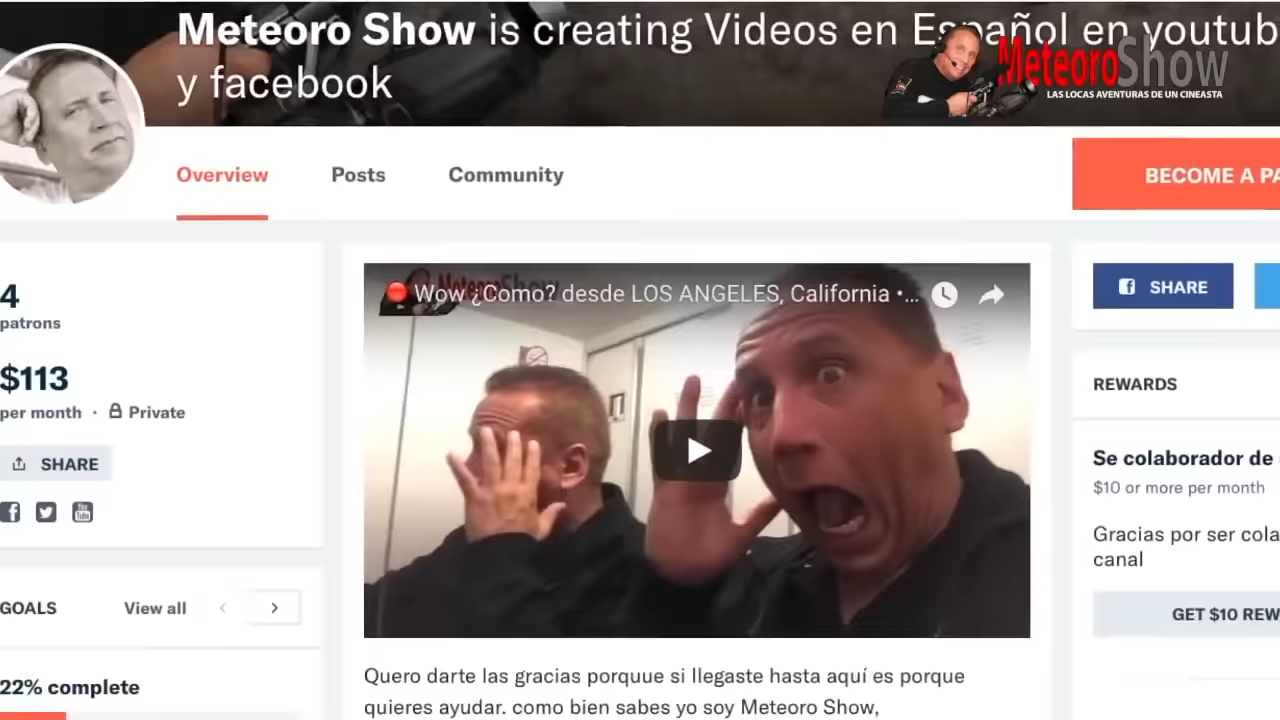 Meteoro Show is creating Videos en Español en youtub
y facebook
MeteoroShow
LAS LOCAS AVENTURAS DE UN CINEASTA
Overview
Posts
Community
BECOME A PA
4
patrons
$113
per month · Private
SHARE
GOALS
View all
22% complete
MeteoroShow
Wow ¿Como? desde LOS ANGELES, California •...
Quero darte las gracias porquue si llegaste hasta aquí es porque
quieres ayudar. como bien sabes yo soy Meteoro Show,
SHARE
REWARDS
Se colaborador de
$10 or more per month
Gracias por ser cola
canal
GET $10 REW